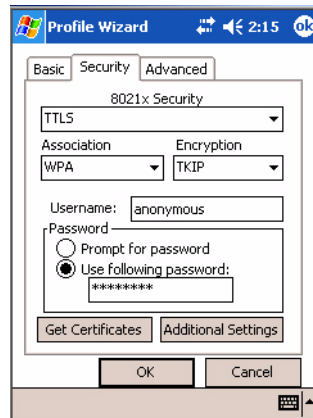 Profile Wizard 2:15 ok
Basic Security Advanced
8021x Security
TTLS
Association Encryption
WPA TKIP
Username: anonymous
Password
Prompt for password
Use following password:
********
Get Certificates Additional Settings
OK Cancel